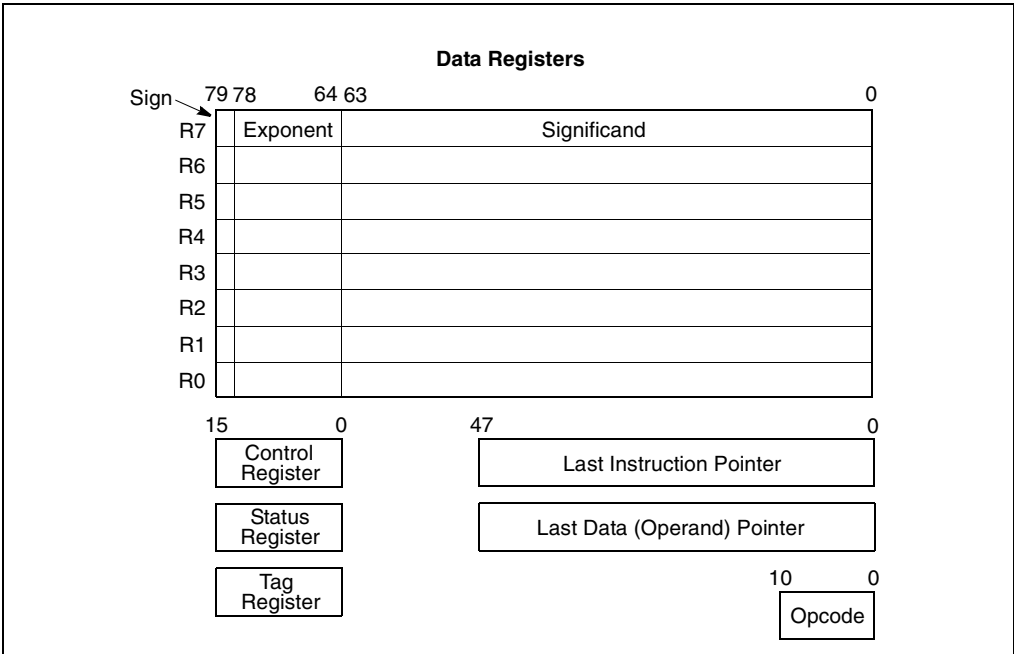 Data Registers
Sign 79 78 64 63 0
R7 Exponent Significand
R6
R5
R4
R3
R2
R1
R0
15 0 47 0
Control
Register
Last Instruction Pointer
Status
Register
Last Data (Operand) Pointer
Tag
Register
10 0
Opcode